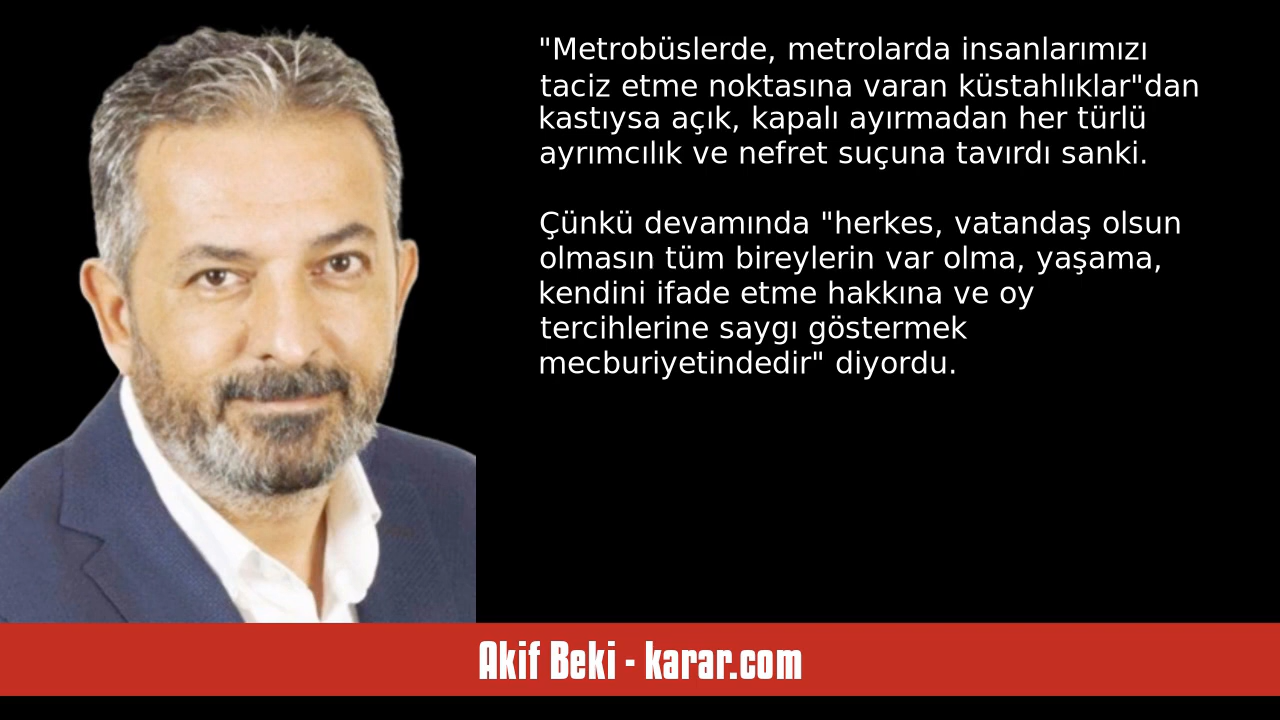 "Metrobüslerde, metrolarda insanlarımızı
taciz etme noktasına varan küstahlıklar"dan
kastıysa açık, kapalı ayırmadan her türlü
ayrımcılık ve nefret suçuna tavırdı sanki.
Çünkü devamında "herkes, vatandaş olsun
olmasın tüm bireylerin var olma, yaşama,
kendini ifade etme hakkına ve oy
tercihlerine saygı göstermek
mecburiyetindedir" diyordu.
Akif Beki - karar.com